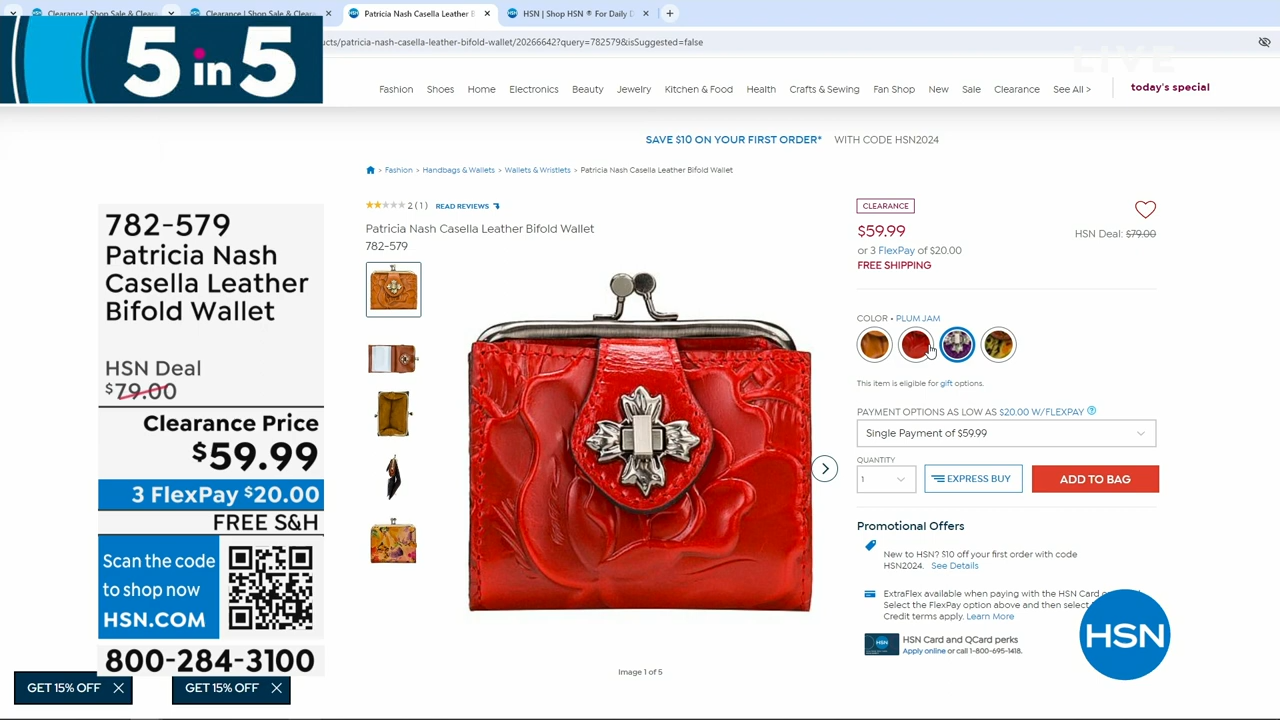 Clearance | Shop Sale & Clear
Clearance | Shop Sale & Clear
Patricia Nash Casella Leather B
HSN | Shop HSN ® For Daily D
5 in 5
cts/patricia-nash-casella-leather-bifold-wallet/20266642?query=782579&isSuggested=false
LIVE
Fashion Shoes Home Electronics Beauty Jewelry Kitchen & Food Health Crafts & Sewing Fan Shop New Sale Clearance See All > today's special
SAVE $10 ON YOUR FIRST ORDER* WITH CODE HSN2024
> Fashion > Handbags & Wallets > Wallets & Wristlets > Patricia Nash Casella Leather Bifold Wallet
2 (1) READ REVIEWS
Patricia Nash Casella Leather Bifold Wallet
782-579
782-579
Patricia Nash
Casella Leather
Bifold Wallet
HSN Deal
$79.00
Clearance Price
$59.99
3 FlexPay $20.00
FREE S&H
Scan the code
to shop now
HSN.COM
800-284-3100
GET 15% OFF
GET 15% OFF
Image 1 of 5
CLEARANCE
$59.99
HSN Deal: $79.00
or 3 FlexPay of $20.00
FREE SHIPPING
COLOR • PLUM JAM
This item is eligible for gift options.
PAYMENT OPTIONS AS LOW AS $20.00 W/FLEXPAY
Single Payment of $59.99
QUANTITY
1
EXPRESS BUY
ADD TO BAG
Promotional Offers
New to HSN? $10 off your first order with code
HSN2024. See Details
ExtraFlex available when paying with the HSN Card
Select the FlexPay option above and then select
Credit terms apply. Learn More
HSN Card and QCard perks
Apply online or call 1-800-695-1418.
HSN